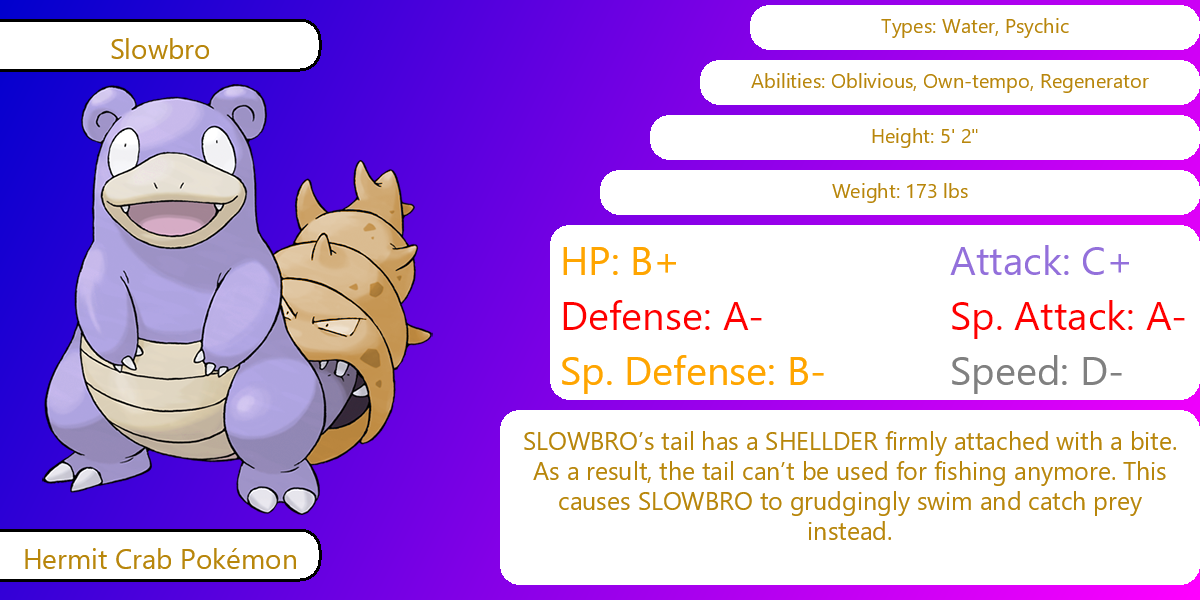 Slowbro
Types: Water, Psychic
Abilities: Oblivious, Own-tempo, Regenerator
Height: 5' 2"
Weight: 173 lbs
HP: B+
Attack: C+
Defense: A-
Sp. Attack: A-
Sp. Defense: B-
Speed: D-
SLOWBRO’s tail has a SHELLDER firmly attached with a bite.
As a result, the tail can’t be used for fishing anymore. This
causes SLOWBRO to grudgingly swim and catch prey
instead.
Hermit Crab Pokémon